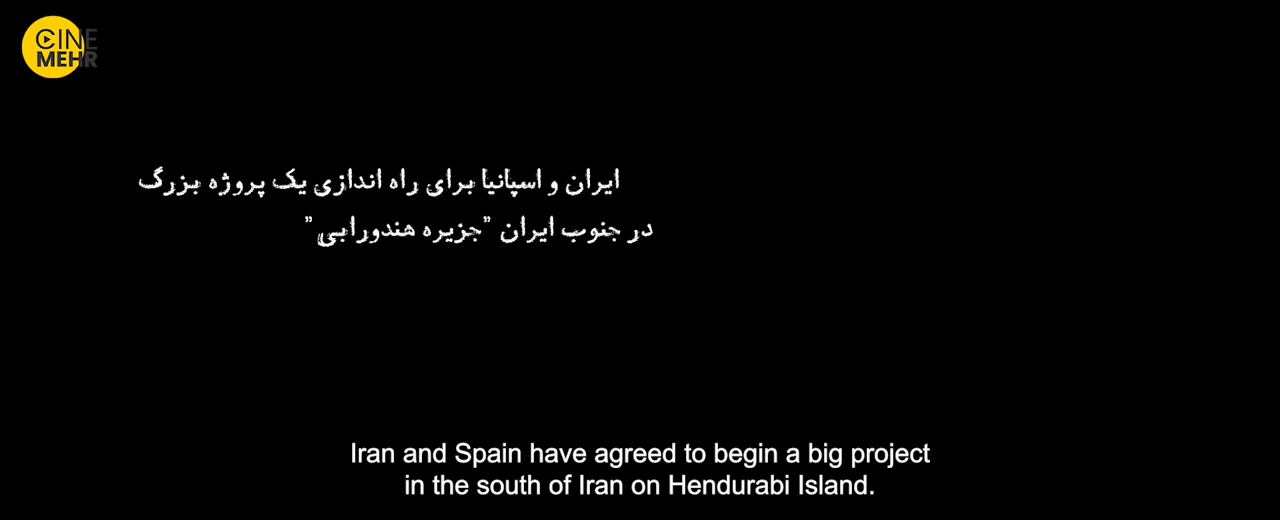 CINE
MEHR
ایران و اسپانیا برای راه اندازی یک پروژه بزرگ
در جنوب ایران ”جزیره هندورابی”
Iran and Spain have agreed to begin a big project
in the south of Iran on Hendurabi Island.